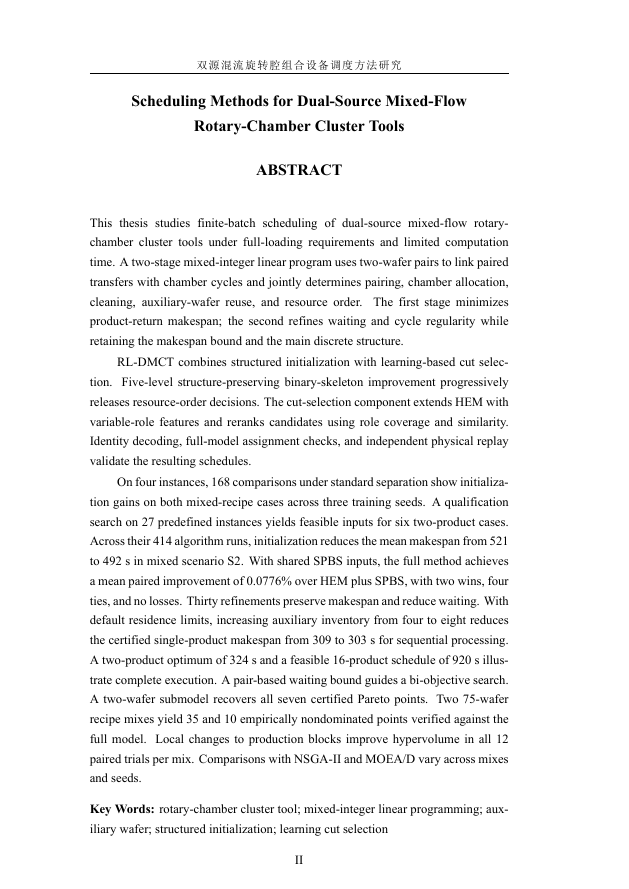 双源混流旋转腔组合设备调度方法研究
Scheduling Methods for Dual-Source Mixed-Flow
Rotary-Chamber Cluster Tools
ABSTRACT
This thesis studies finite-batch scheduling of dual-source mixed-flow rotary-
chamber cluster tools under full-loading requirements and limited computation
time. A two-stage mixed-integer linear program uses two-wafer pairs to link paired
transfers with chamber cycles and jointly determines pairing, chamber allocation,
cleaning, auxiliary-wafer reuse, and resource order. The first stage minimizes
product-return makespan; the second refines waiting and cycle regularity while
retaining the makespan bound and the main discrete structure.
RL-DMCT combines structured initialization with learning-based cut selec-
tion. Five-level structure-preserving binary-skeleton improvement progressively
releases resource-order decisions. The cut-selection component extends HEM with
variable-role features and reranks candidates using role coverage and similarity.
Identity decoding, full-model assignment checks, and independent physical replay
validate the resulting schedules.
On four instances, 168 comparisons under standard separation show initializa-
tion gains on both mixed-recipe cases across three training seeds. A qualification
search on 27 predefined instances yields feasible inputs for six two-product cases.
Across their 414 algorithm runs, initialization reduces the mean makespan from 521
to 492 s in mixed scenario S2. With shared SPBS inputs, the full method achieves
a mean paired improvement of 0.0776% over HEM plus SPBS, with two wins, four
ties, and no losses. Thirty refinements preserve makespan and reduce waiting. With
default residence limits, increasing auxiliary inventory from four to eight reduces
the certified single-product makespan from 309 to 303 s for sequential processing.
A two-product optimum of 324 s and a feasible 16-product schedule of 920 s illus-
trate complete execution. A pair-based waiting bound guides a bi-objective search.
A two-wafer submodel recovers all seven certified Pareto points. Two 75-wafer
recipe mixes yield 35 and 10 empirically nondominated points verified against the
full model. Local changes to production blocks improve hypervolume in all 12
paired trials per mix. Comparisons with NSGA-II and MOEA/D vary across mixes
and seeds.
Key Words: rotary-chamber cluster tool; mixed-integer linear programming; aux-
iliary wafer; structured initialization; learning cut selection
II